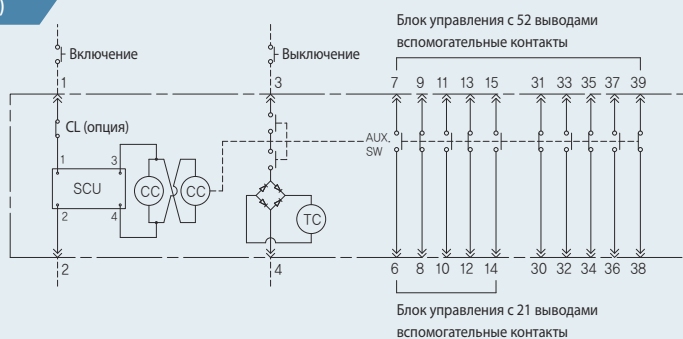 )
Блок управления с 52 выводами
вспомогательные контакты
Включение
Выключение
1
3
7 9 11 13 15 31 33 35 37 39
CL (опция)
AUX.
SW
1 3
SCU
CC CC
2 4
TC
2
4
6 8 10 12 14 30 32 34 36 38
Блок управления с 21 выводами
вспомогательные контакты